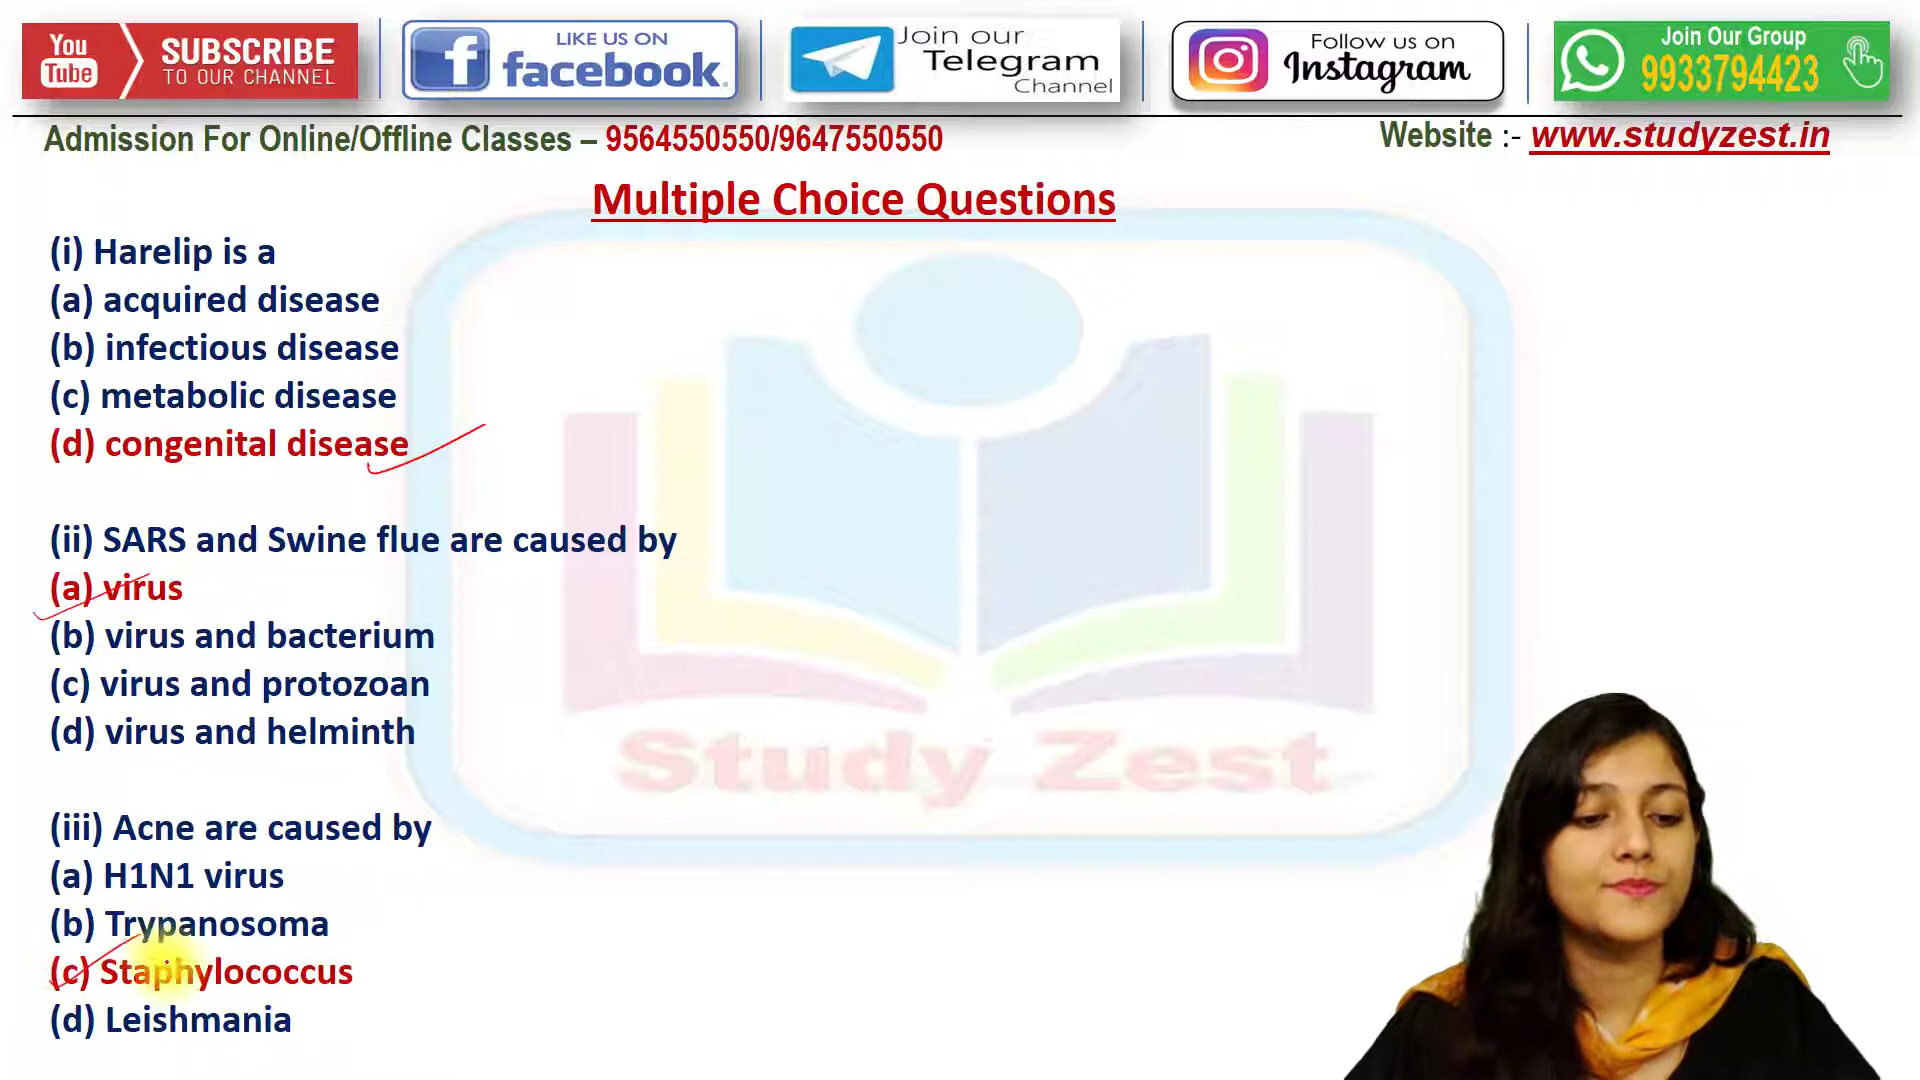 You Tube SUBSCRIBE TO OUR CHANNEL
LIKE US ON facebook.
Join our Telegram Channel
Follow us on Instagram
Join Our Group 9933794423
Admission For Online/Offline Classes – 9564550550/9647550550
Website :- www.studyzest.in
Multiple Choice Questions
(i) Harelip is a
(a) acquired disease
(b) infectious disease
(c) metabolic disease
(d) congenital disease
(ii) SARS and Swine flue are caused by
(a) virus
(b) virus and bacterium
(c) virus and protozoan
(d) virus and helminth
Study Zest
(iii) Acne are caused by
(a) H1N1 virus
(b) Trypanosoma
(c) Staphylococcus
(d) Leishmania